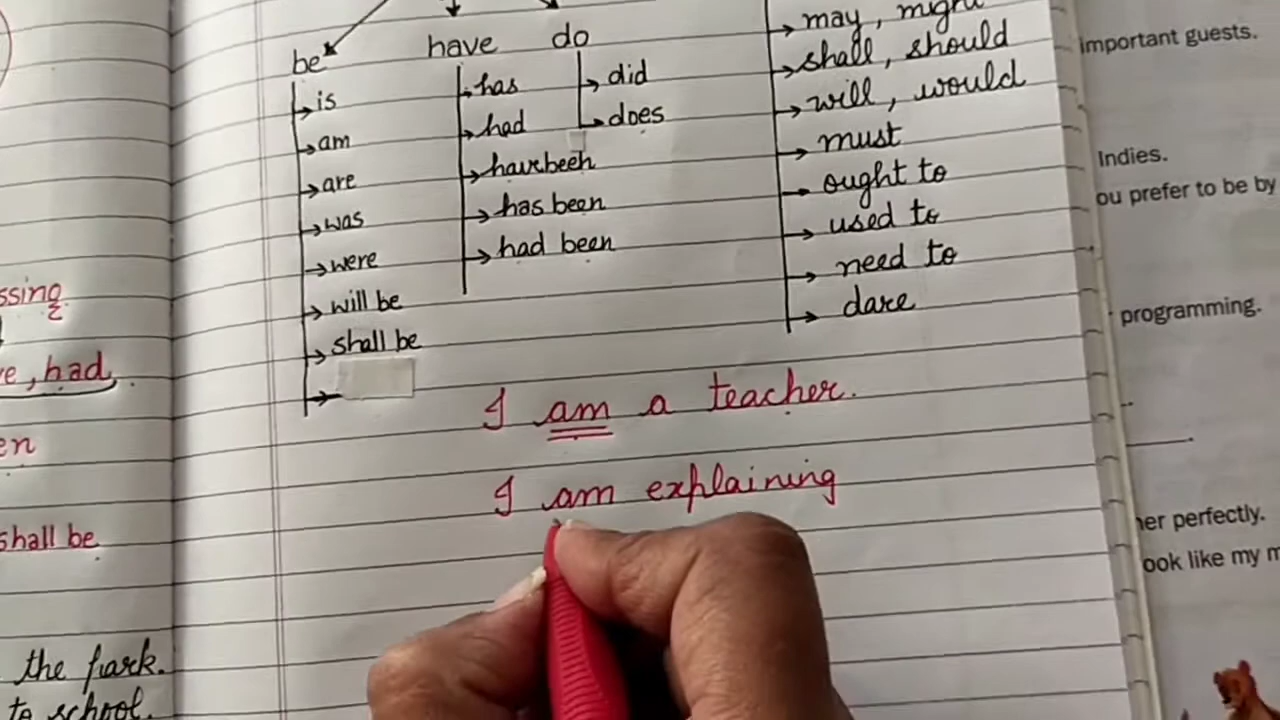 be have do
is
am
are
was
were
will be
shall be
has
had
have been
has been
had been
did
does
may, might
shall, should
will, would
must
ought to
used to
need to
dare
I am a teacher.
I am explaining
had
shall be
the park.
to school.
important guests.
Indies.
ou prefer to be by
programming.
her perfectly.
ook like my m